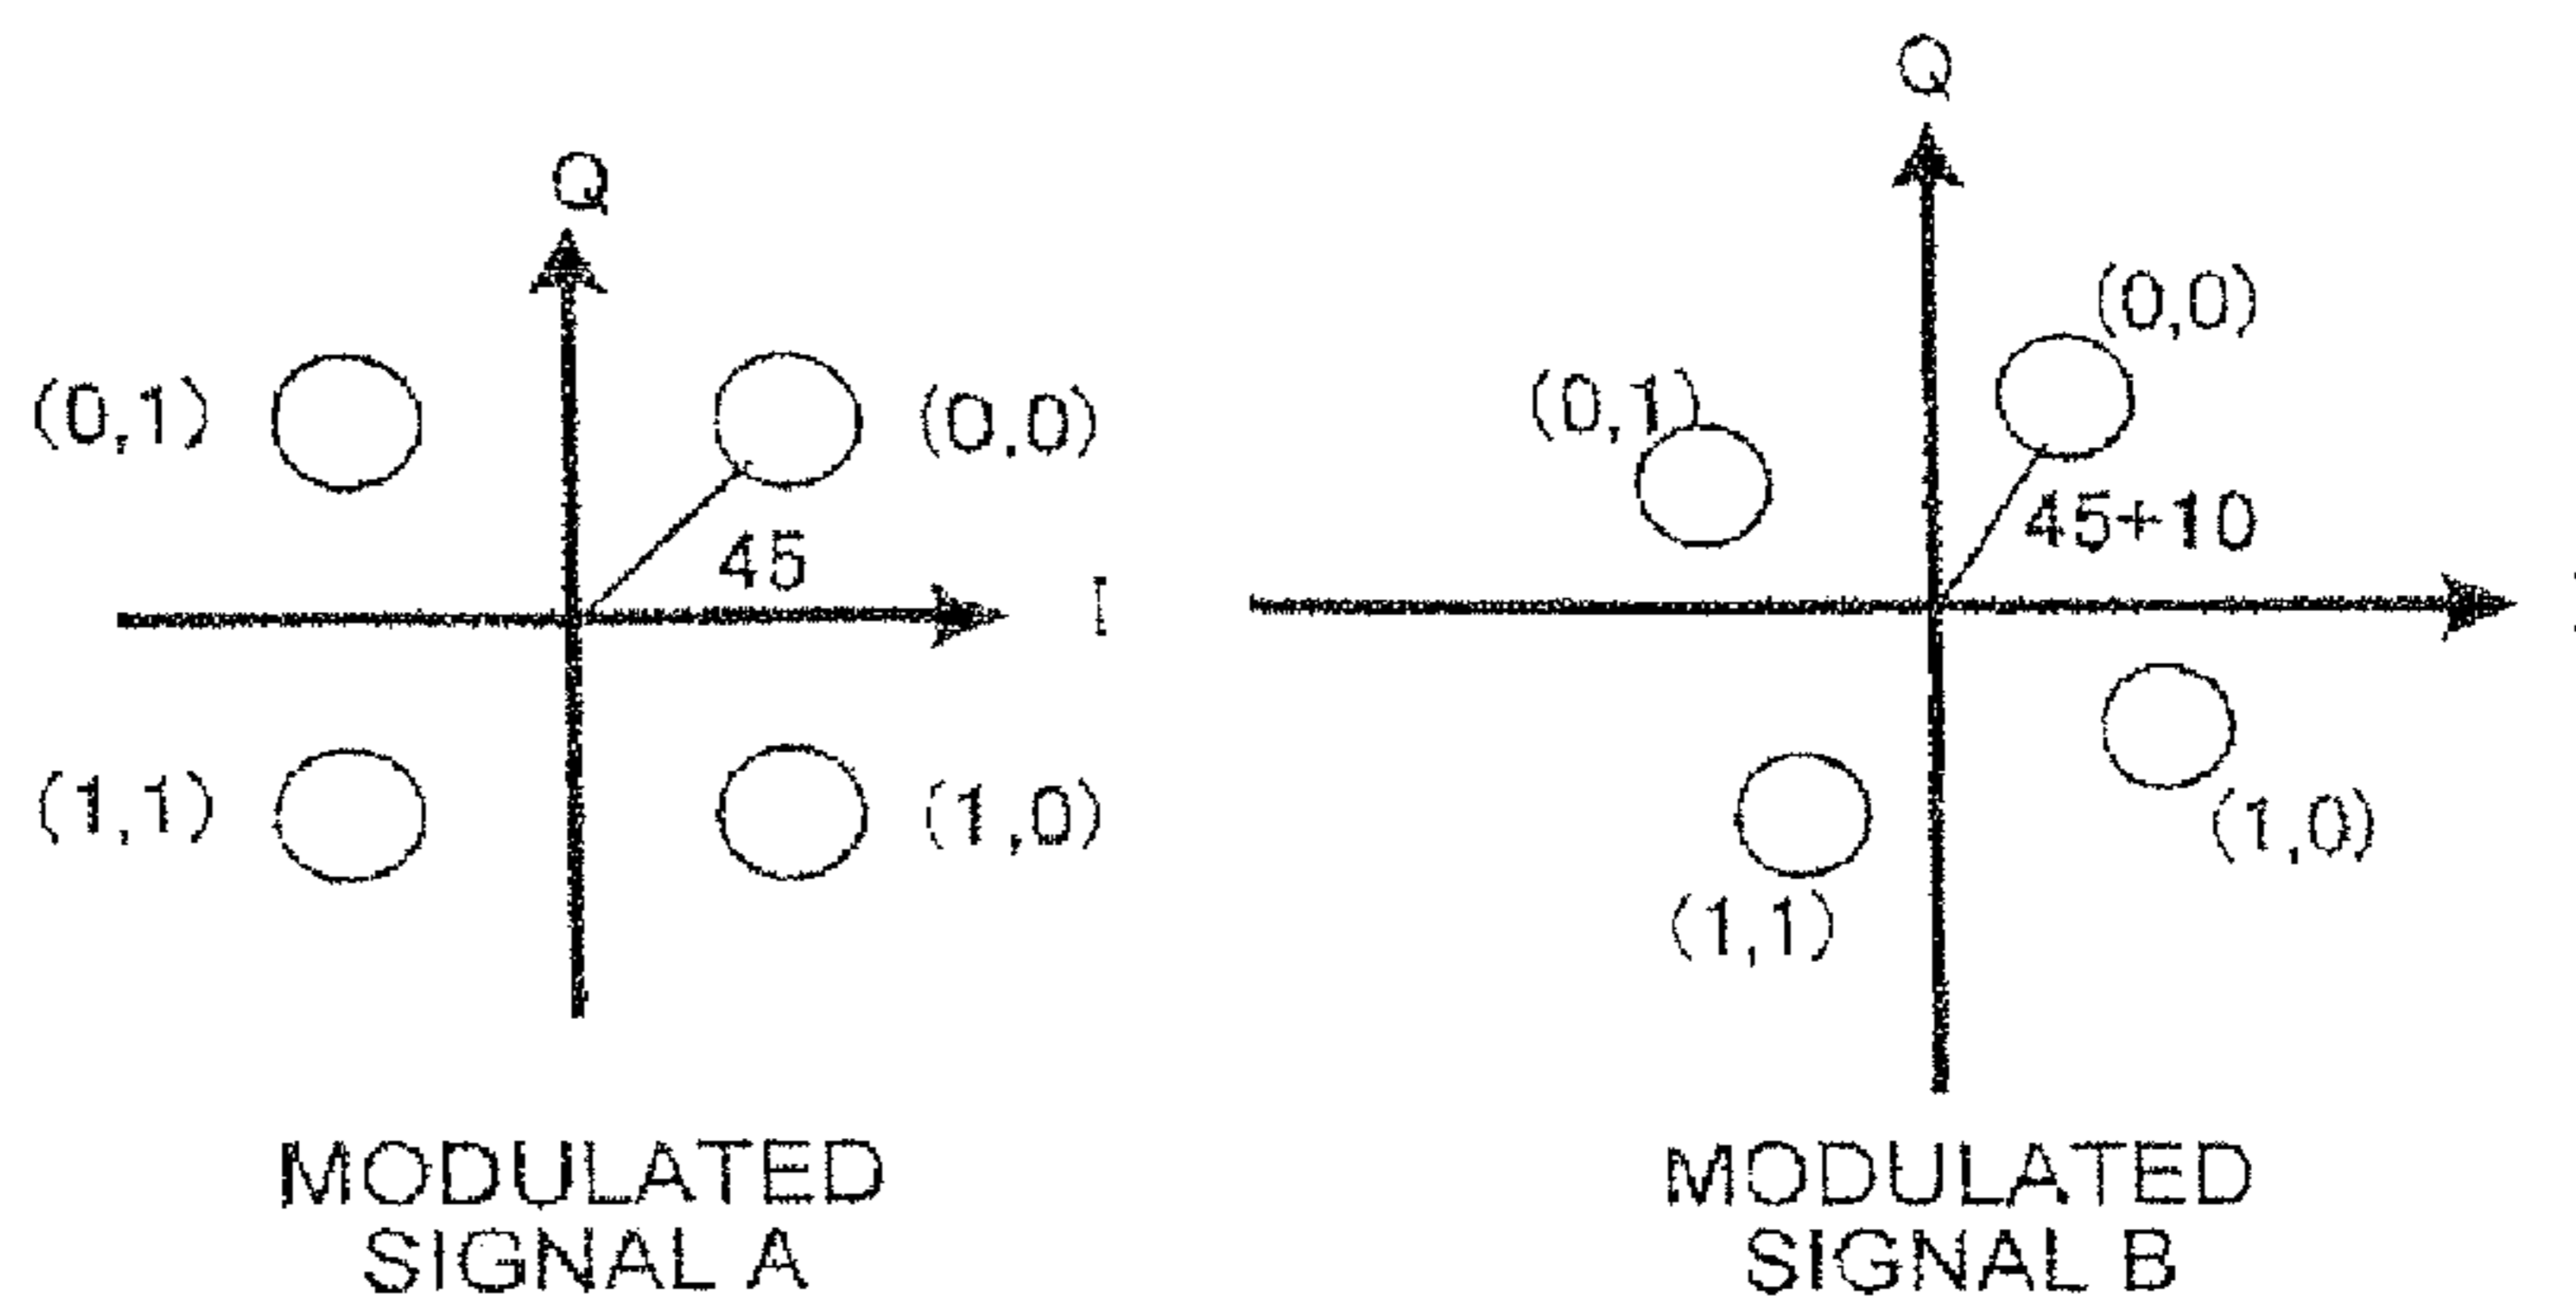 Q
(0,1)
(0,0)
45
I
(1,1)
(1,0)
MODULATED
SIGNAL A
Q
(0,0)
(0,1)
45+10
(1,0)
(1,1)
MODULATED
SIGNAL B